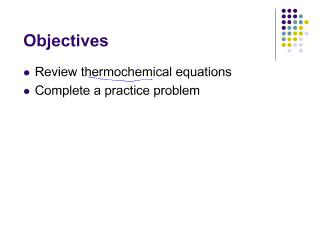 Objectives
Review thermochemical equations
Complete a practice problem